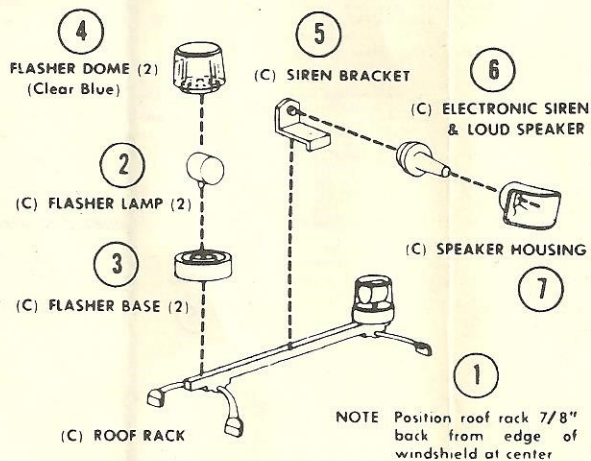 4
FLASHER DOME (2)
(Clear Blue)
5
(C) SIREN BRACKET
6
(C) ELECTRONIC SIREN
& LOUD SPEAKER
2
(C) FLASHER LAMP (2)
3
(C) FLASHER BASE (2)
(C) SPEAKER HOUSING
7
(C) ROOF RACK
1
NOTE Position roof rack 7/8"
back from edge of
windshield at center